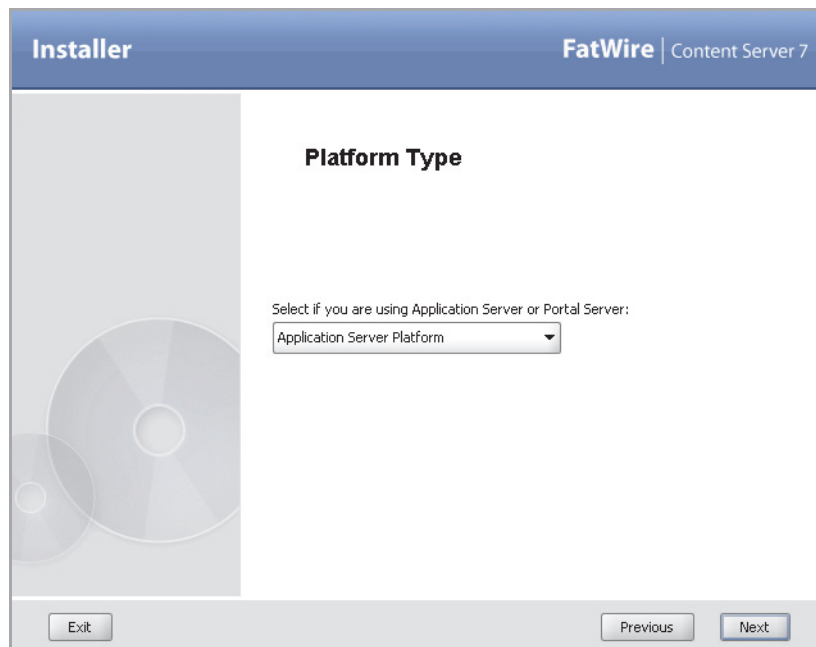 Installer
FatWire | Content Server 7
Platform Type
Select if you are using Application Server or Portal Server:
Application Server Platform
Exit
Previous
Next